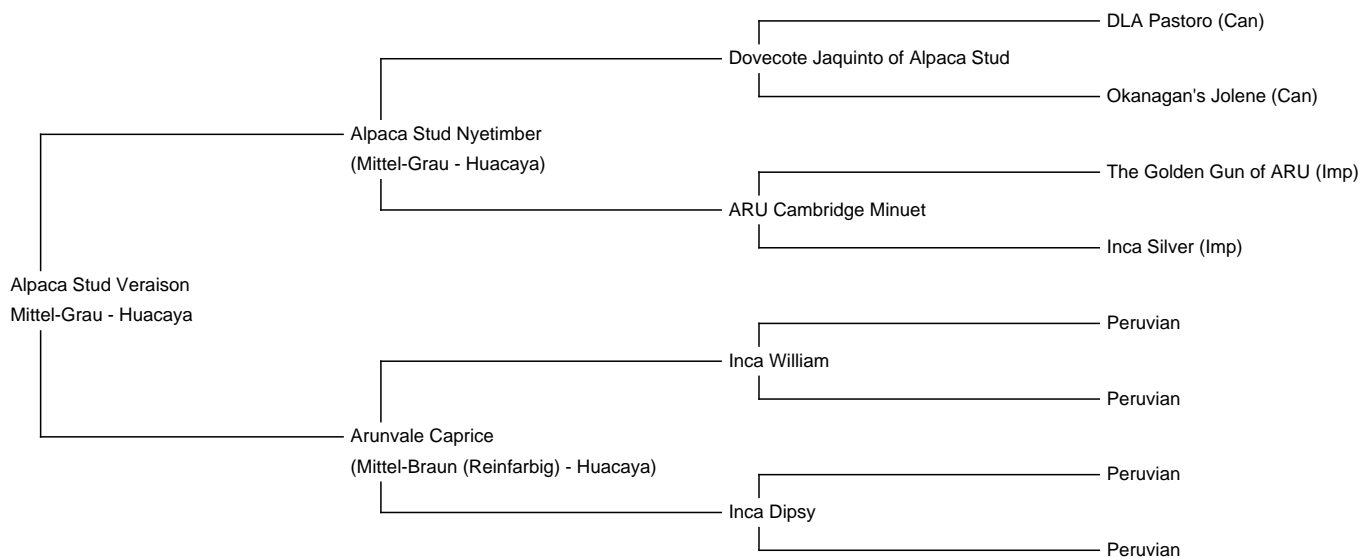 DLA Pastoro (Can)
Dovecote Jaquinto of Alpaca Stud
Okanagan's Jolene (Can)
Alpaca Stud Nyetimber
(Mittel-Grau - Huacaya)
The Golden Gun of ARU (Imp)
ARU Cambridge Minuet
Inca Silver (Imp)
Alpaca Stud Veraison
Mittel-Grau - Huacaya
Peruvian
Inca William
Peruvian
Arunvale Caprice
(Mittel-Braun (Reinfarbig) - Huacaya)
Peruvian
Inca Dipsy
Peruvian